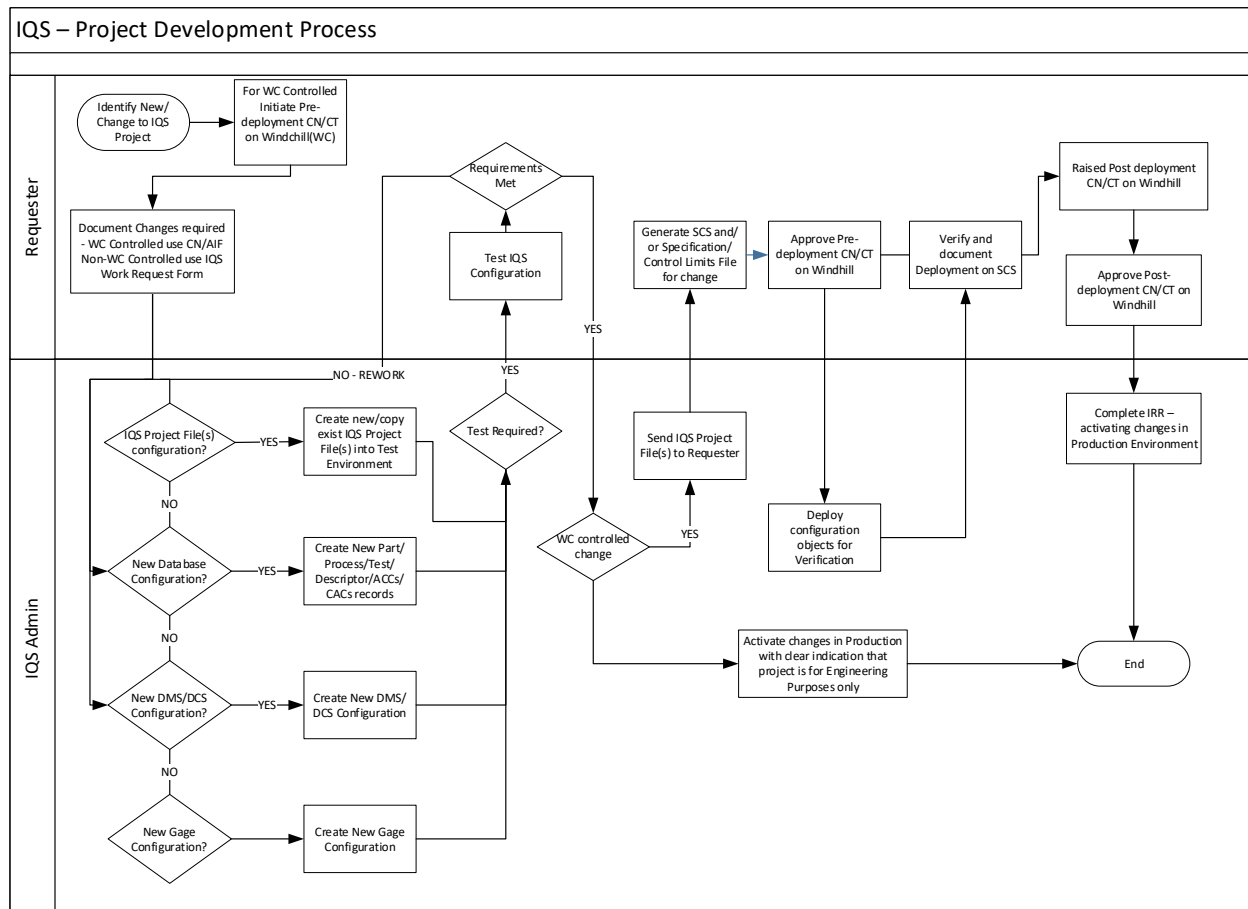 IQS – Project Development Process
Requester
Identify New/
Change to IQS
Project
For WC Controlled
Initiate Pre-
deployment CN/CT
on Windchill(WC)
Document Changes required
- WC Controlled use CN/AIF
Non-WC Controlled use IQS
Work Request Form
Requirements
Met
Test IQS
Configuration
YES
Generate SCS and/
or Specification/
Control Limits File
for change
Approve Pre-
deployment CN/CT
on Windhill
Verify and
document
Deployment on SCS
Raised Post deployment
CN/CT on Windhill
Approve Post-
deployment CN/CT on
Windhill
IQS Admin
NO - REWORK
YES
IQS Project File(s)
configuration?
YES
Create new/copy
exist IQS Project
File(s) into Test
Environment
Test Required?
Send IQS Project
File(s) to Requester
Complete IRR –
activating changes in
Production Environment
NO
New Database
Configuration?
YES
Create New Part/
Process/Test/
Descriptor/ACCs/
CACs records
WC controlled
change
YES
Deploy
configuration
objects for
Verification
NO
New DMS/DCS
Configuration?
YES
Create New DMS/
DCS Configuration
Activate changes in Production
with clear indication that
project is for Engineering
Purposes only
End
NO
New Gage
Configuration?
Create New Gage
Configuration